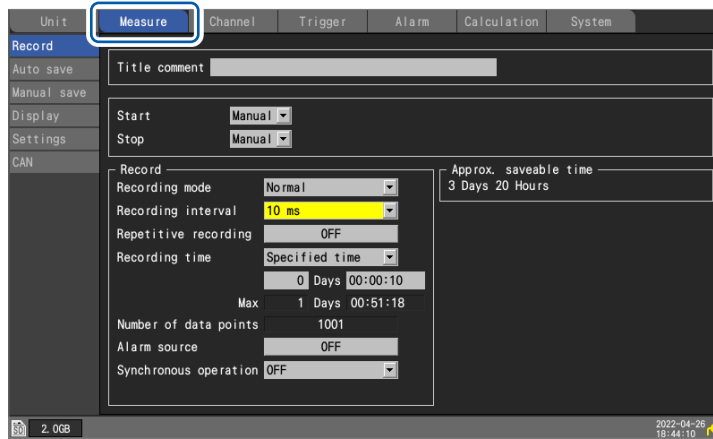 Unit Measure Channel Trigger Alarm Calculation System
Record
Auto save
Manual save
Display
Settings
CAN
Title comment
Start Manual
Stop Manual
Record
Recording mode Normal
Recording interval 10 ms
Repetitive recording OFF
Recording time Specified time
0 Days 00:00:10
Max 1 Days 00:51:18
Number of data points 1001
Alarm source OFF
Synchronous operation OFF
Approx. saveable time
3 Days 20 Hours
SD 2.0GB
2022-04-26
18:44:10